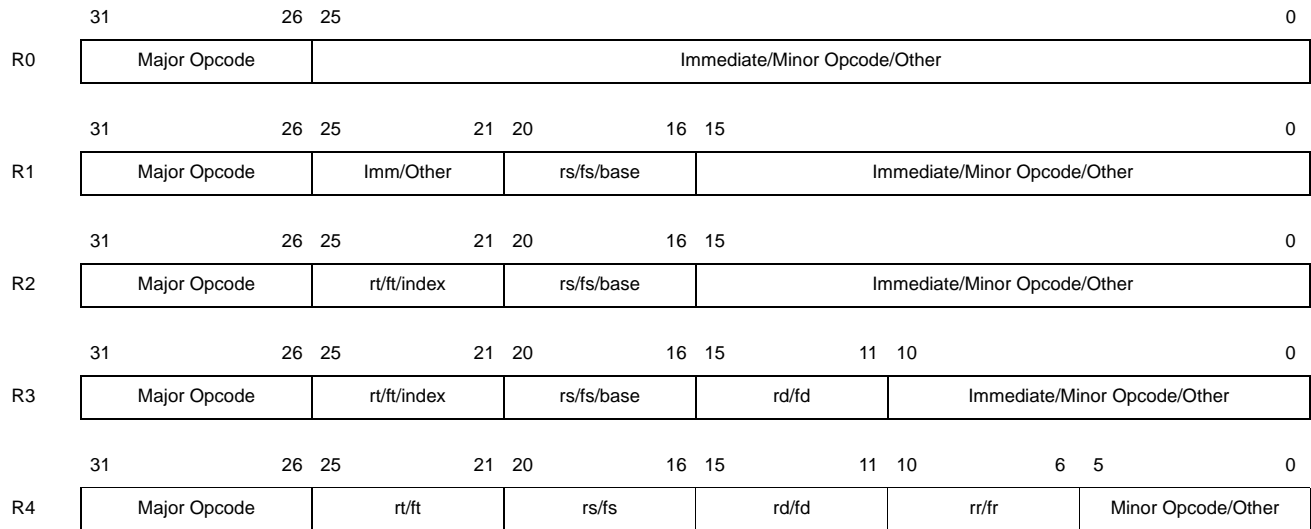 31 26 25 0
R0 Major Opcode Immediate/Minor Opcode/Other
31 26 25 21 20 16 15 0
R1 Major Opcode Imm/Other rs/fs/base Immediate/Minor Opcode/Other
31 26 25 21 20 16 15 0
R2 Major Opcode rt/ft/index rs/fs/base Immediate/Minor Opcode/Other
31 26 25 21 20 16 15 11 10 0
R3 Major Opcode rt/ft/index rs/fs/base rd/fd Immediate/Minor Opcode/Other
31 26 25 21 20 16 15 11 10 6 5 0
R4 Major Opcode rt/ft rs/fs rd/fd rr/fr Minor Opcode/Other